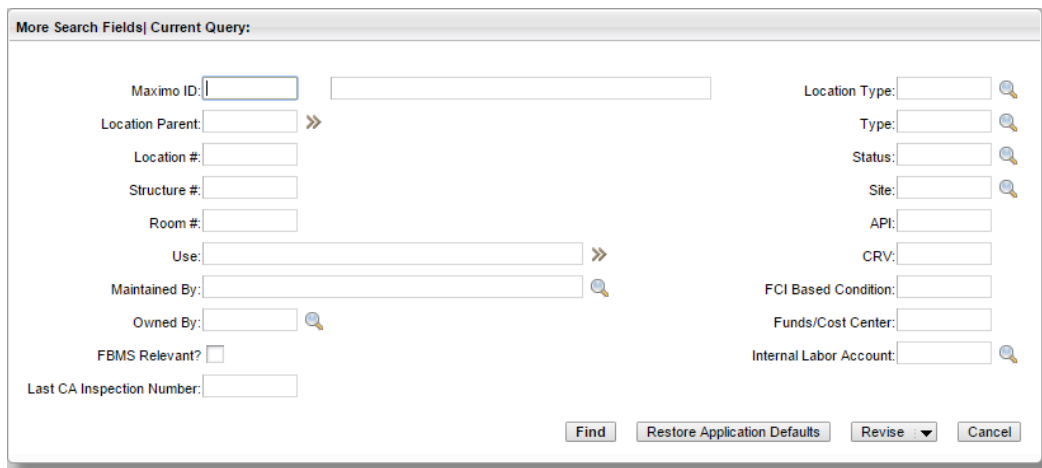 More Search Fields| Current Query:
Maximo ID: Location Type:
Location Parent: Type:
Location #: Status:
Structure #: Site:
Room #: API:
Use: CRV:
Maintained By: FCI Based Condition:
Owned By: Funds/Cost Center:
FBMS Relevant? Internal Labor Account:
Last CA Inspection Number:
Find Restore Application Defaults Revise Cancel